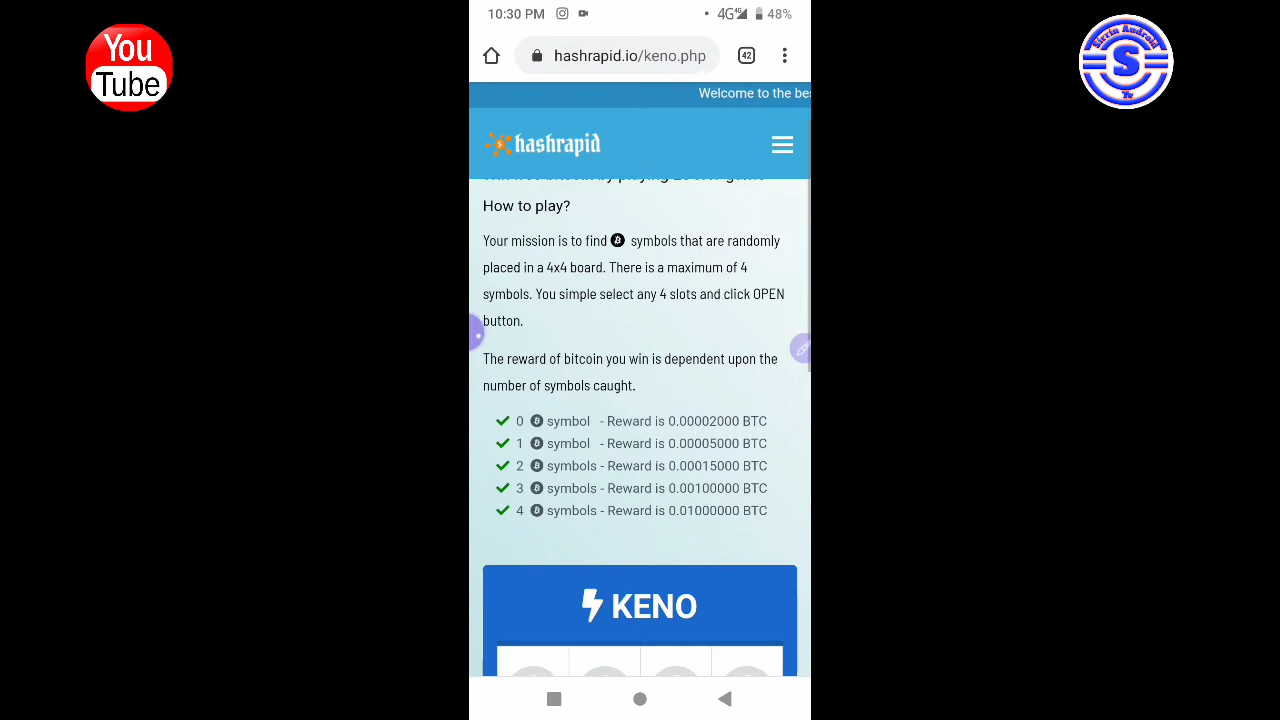 You
Tube
10:30 PM
4G 48%
hashrapid.io/keno.php
42
Welcome to the bes
hashrapid
How to play?
Your mission is to find symbols that are randomly
placed in a 4x4 board. There is a maximum of 4
symbols. You simple select any 4 slots and click OPEN
button.
The reward of bitcoin you win is dependent upon the
number of symbols caught.
0 symbol - Reward is 0.00002000 BTC
1 symbol - Reward is 0.00005000 BTC
2 symbols - Reward is 0.00015000 BTC
3 symbols - Reward is 0.00100000 BTC
4 symbols - Reward is 0.01000000 BTC
KENO
Sirrin Android
S
Tv